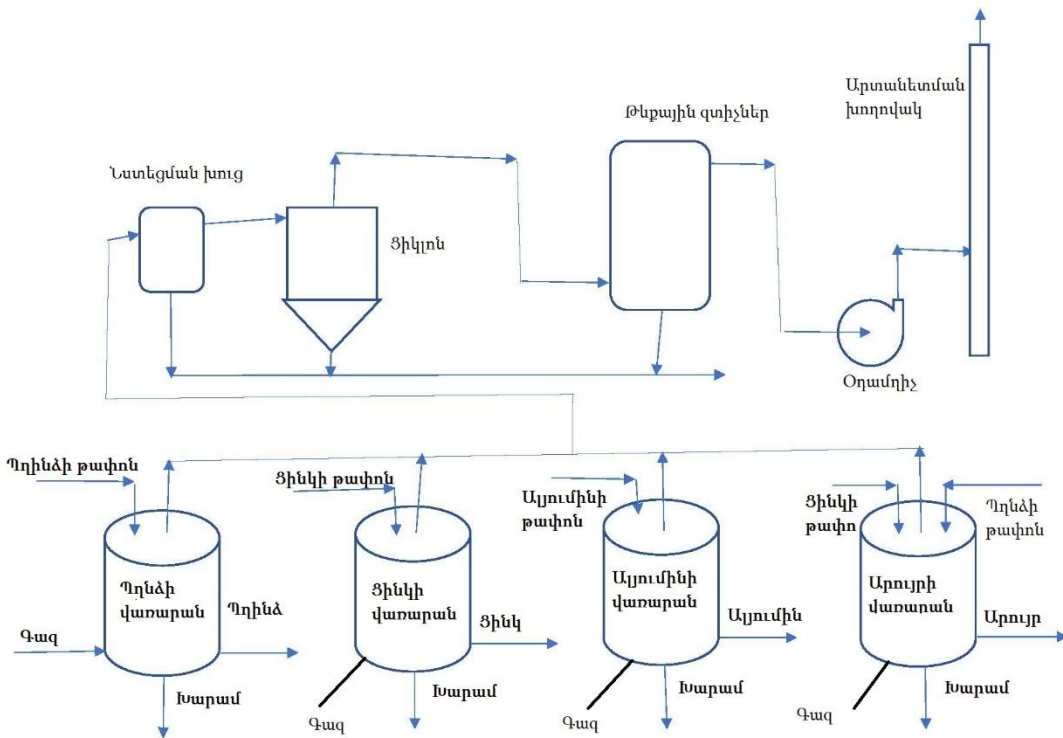 Արտանետման
խողովակ
Թևքային զտիչներ
Նստեցման խուց
Ցիկլոն
Օդամղիչ
Պղինձի թափոն
Ցինկի թափոն
Ալյումինի
թափոն
Ցինկի
թափո
Պղնձի
թափոն
Պղնձի
վառարան
Պղինձ
Գազ
Խարամ
Ցինկի
վառարան
Ցինկ
Գազ
Խարամ
Ալյումինի
վառարան
Ալյումին
Գազ
Խարամ
Արույրի
վառարան
Արույր
Գազ
Խարամ